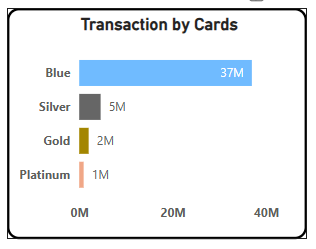 Transaction by Cards
Blue 37M
Silver 5M
Gold 2M
Platinum 1M
0M 20M 40M